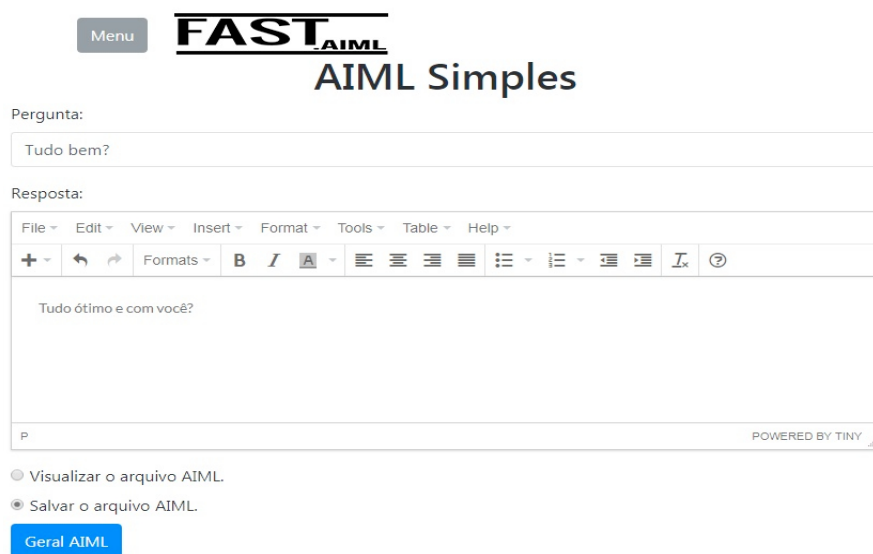 Menu FAST.AIML
AIML Simples
Pergunta:
Tudo bem?
Resposta:
File Edit View Insert Format Tools Table Help
Formats B I A
Tudo ótimo e com você?
P POWERED BY TINY
Visualizar o arquivo AIML.
Salvar o arquivo AIML.
Geral AIML